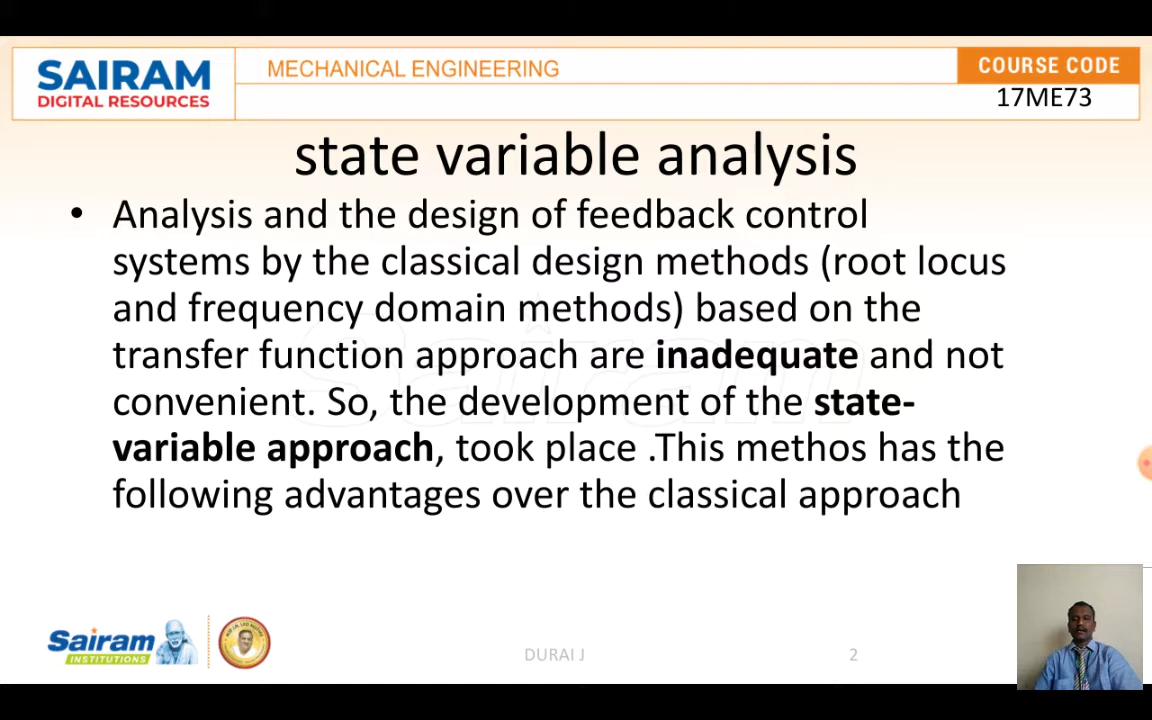 SAIRAM
DIGITAL RESOURCES
MECHANICAL ENGINEERING
COURSE CODE
17ME73
state variable analysis
• Analysis and the design of feedback control
systems by the classical design methods (root locus
and frequency domain methods) based on the
transfer function approach are inadequate and not
convenient. So, the development of the state-
variable approach, took place .This methos has the
following advantages over the classical approach
Sairam
Sairam
INSTITUTIONS
DURAI J
2